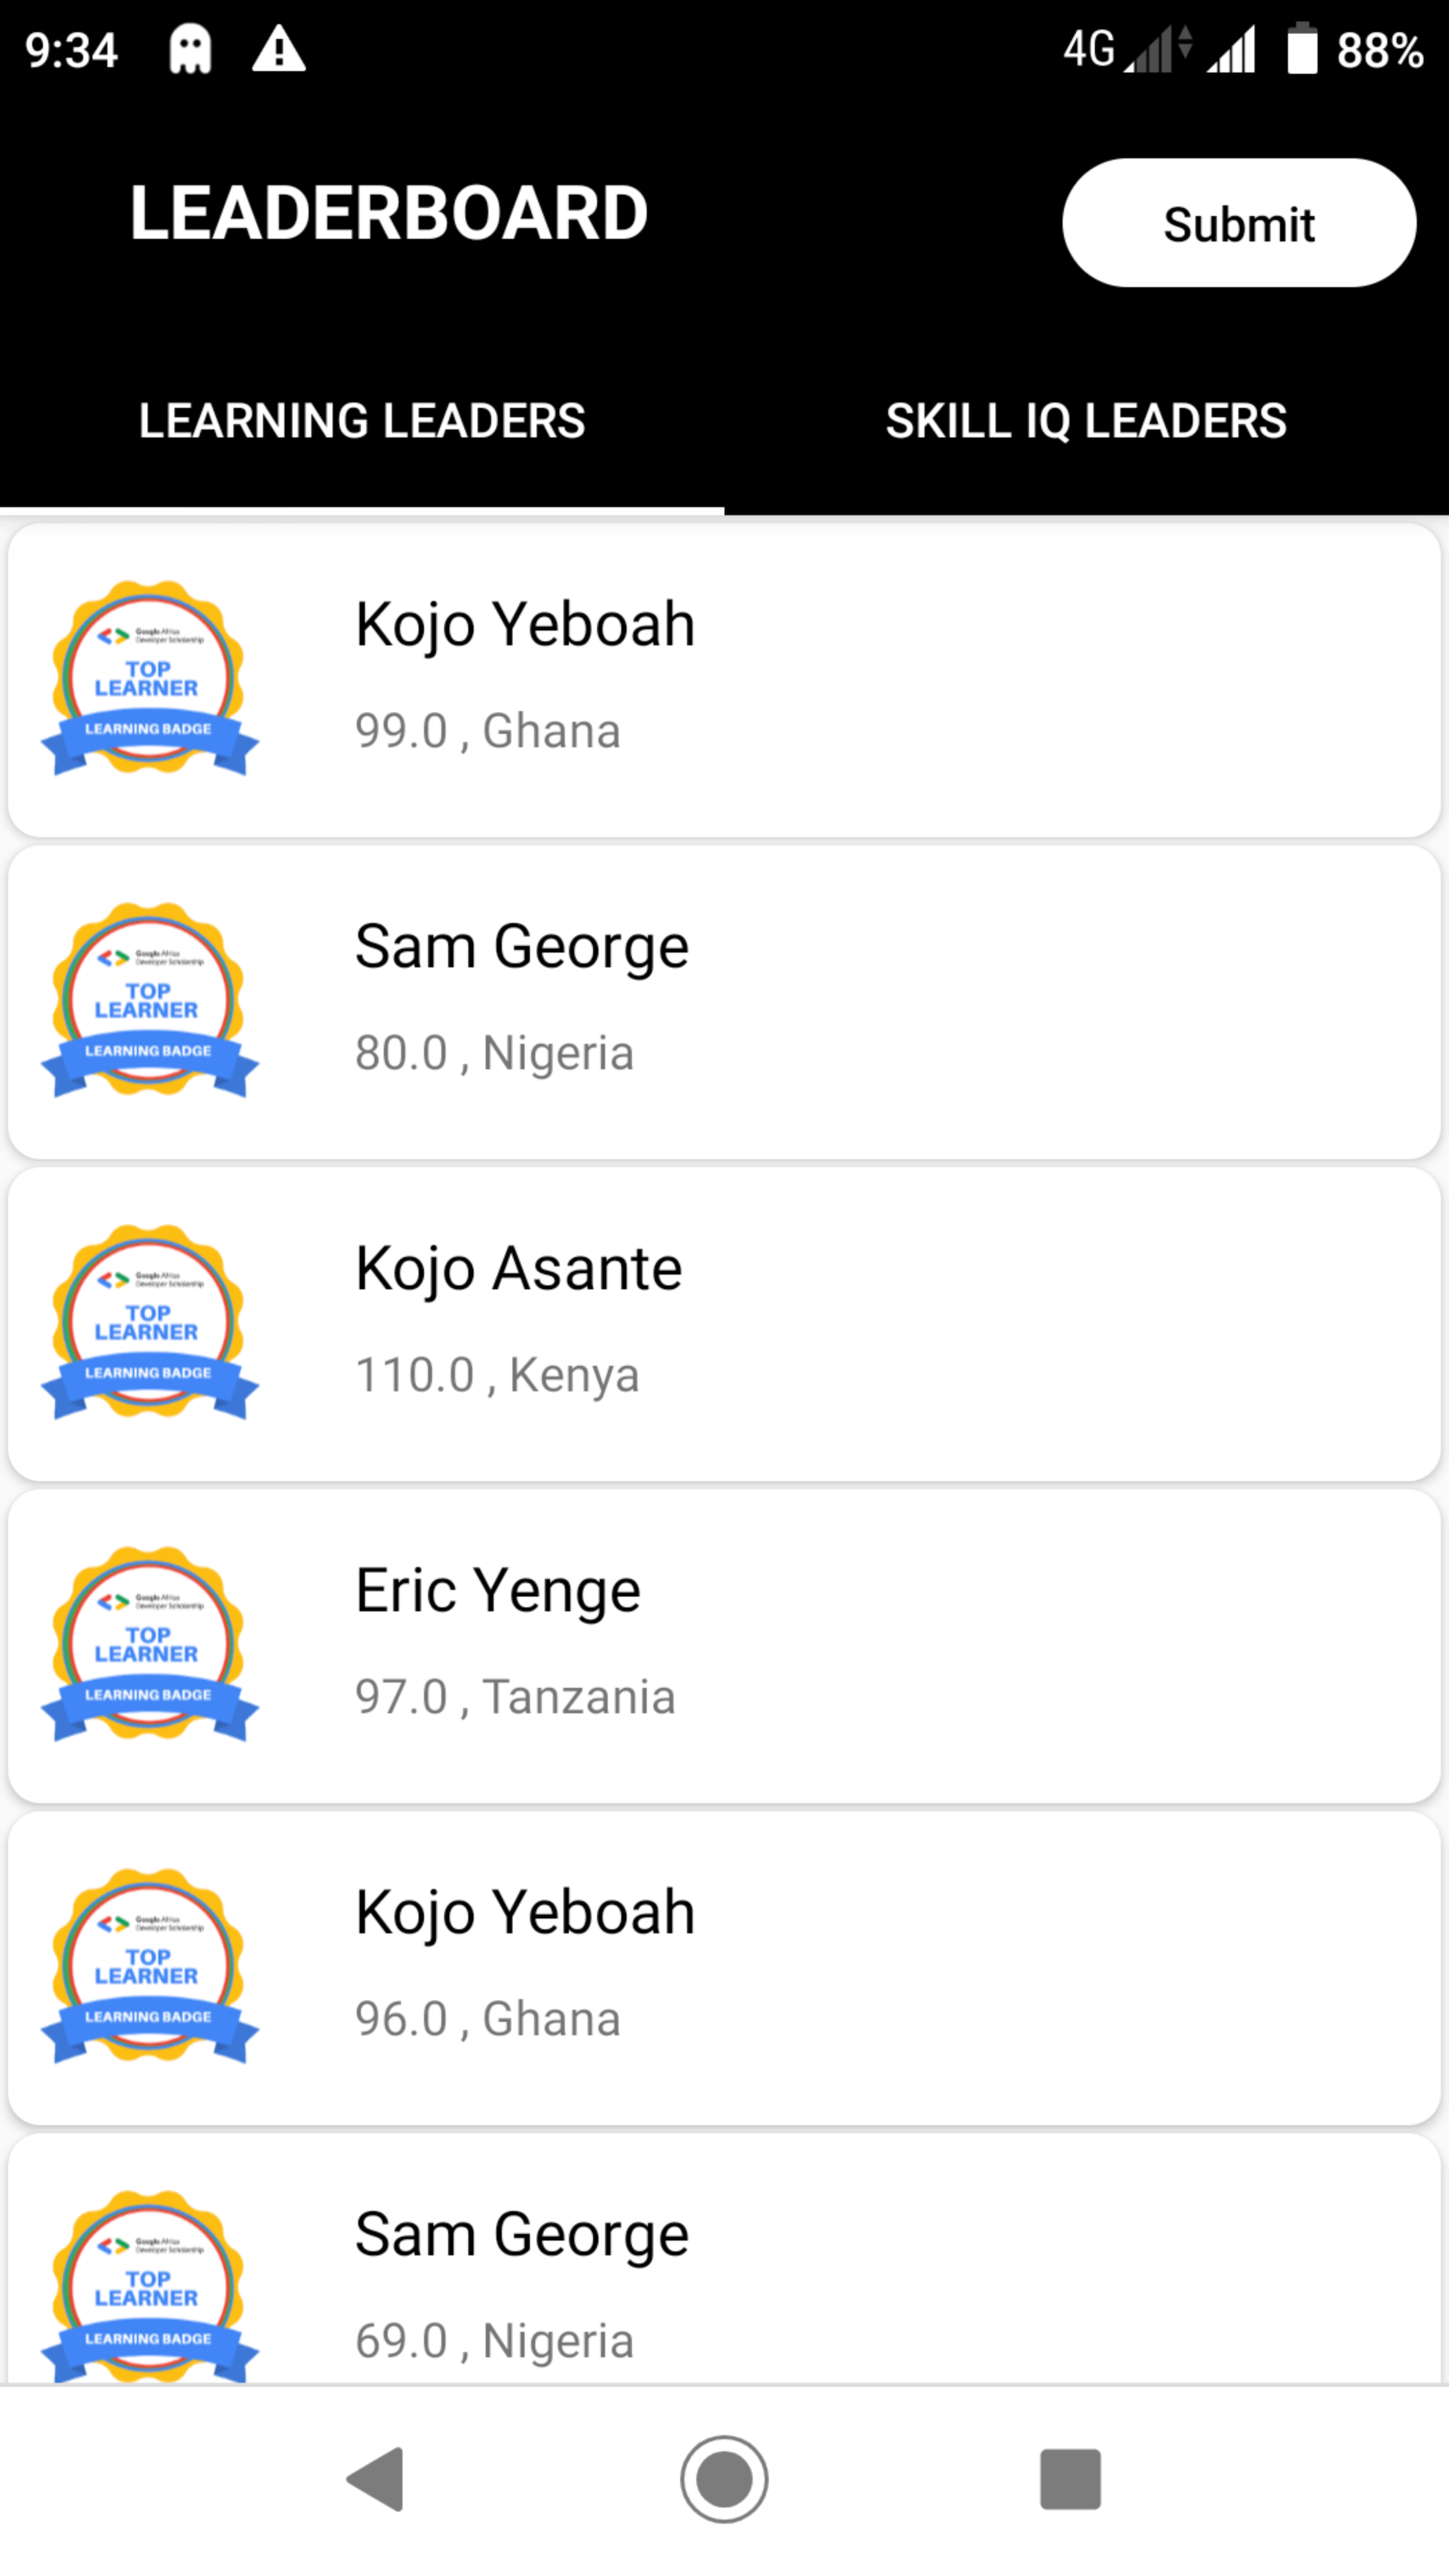 9:34 4G 88%
LEADERBOARD
Submit
LEARNING LEADERS SKILL IQ LEADERS
Google Africa
Developer Scholarship
TOP
LEARNER
LEARNING BADGE
Kojo Yeboah
99.0 , Ghana
Google Africa
Developer Scholarship
TOP
LEARNER
LEARNING BADGE
Sam George
80.0 , Nigeria
Google Africa
Developer Scholarship
TOP
LEARNER
LEARNING BADGE
Kojo Asante
110.0 , Kenya
Google Africa
Developer Scholarship
TOP
LEARNER
LEARNING BADGE
Eric Yenge
97.0 , Tanzania
Google Africa
Developer Scholarship
TOP
LEARNER
LEARNING BADGE
Kojo Yeboah
96.0 , Ghana
Google Africa
Developer Scholarship
TOP
LEARNER
LEARNING BADGE
Sam George
69.0 , Nigeria